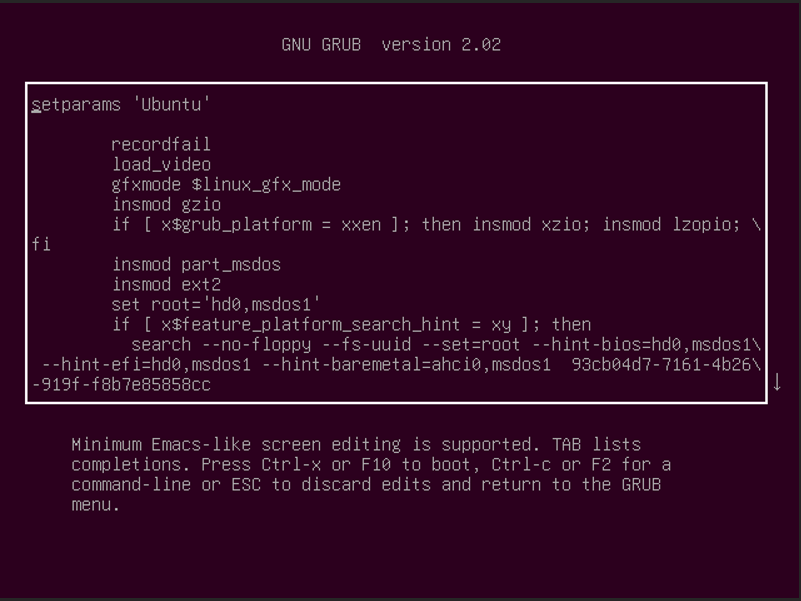 GNU GRUB  version 2.02
setparams 'Ubuntu'
recordfail
load_video
gfxmode $linux_gfx_mode
insmod gzio
if [ x$grub_platform = xxen ]; then insmod xzio; insmod lzopio; \
fi
insmod part_msdos
insmod ext2
set root='hd0,msdos1'
if [ x$feature_platform_search_hint = xy ]; then
search --no-floppy --fs-uuid --set=root --hint-bios=hd0,msdos1\
--hint-efi=hd0,msdos1 --hint-baremetal=ahci0,msdos1  93cb04d7-7161-4b26\
-919f-f8b7e85858cc
↓
Minimum Emacs-like screen editing is supported. TAB lists
completions. Press Ctrl-x or F10 to boot, Ctrl-c or F2 for a
command-line or ESC to discard edits and return to the GRUB
menu.